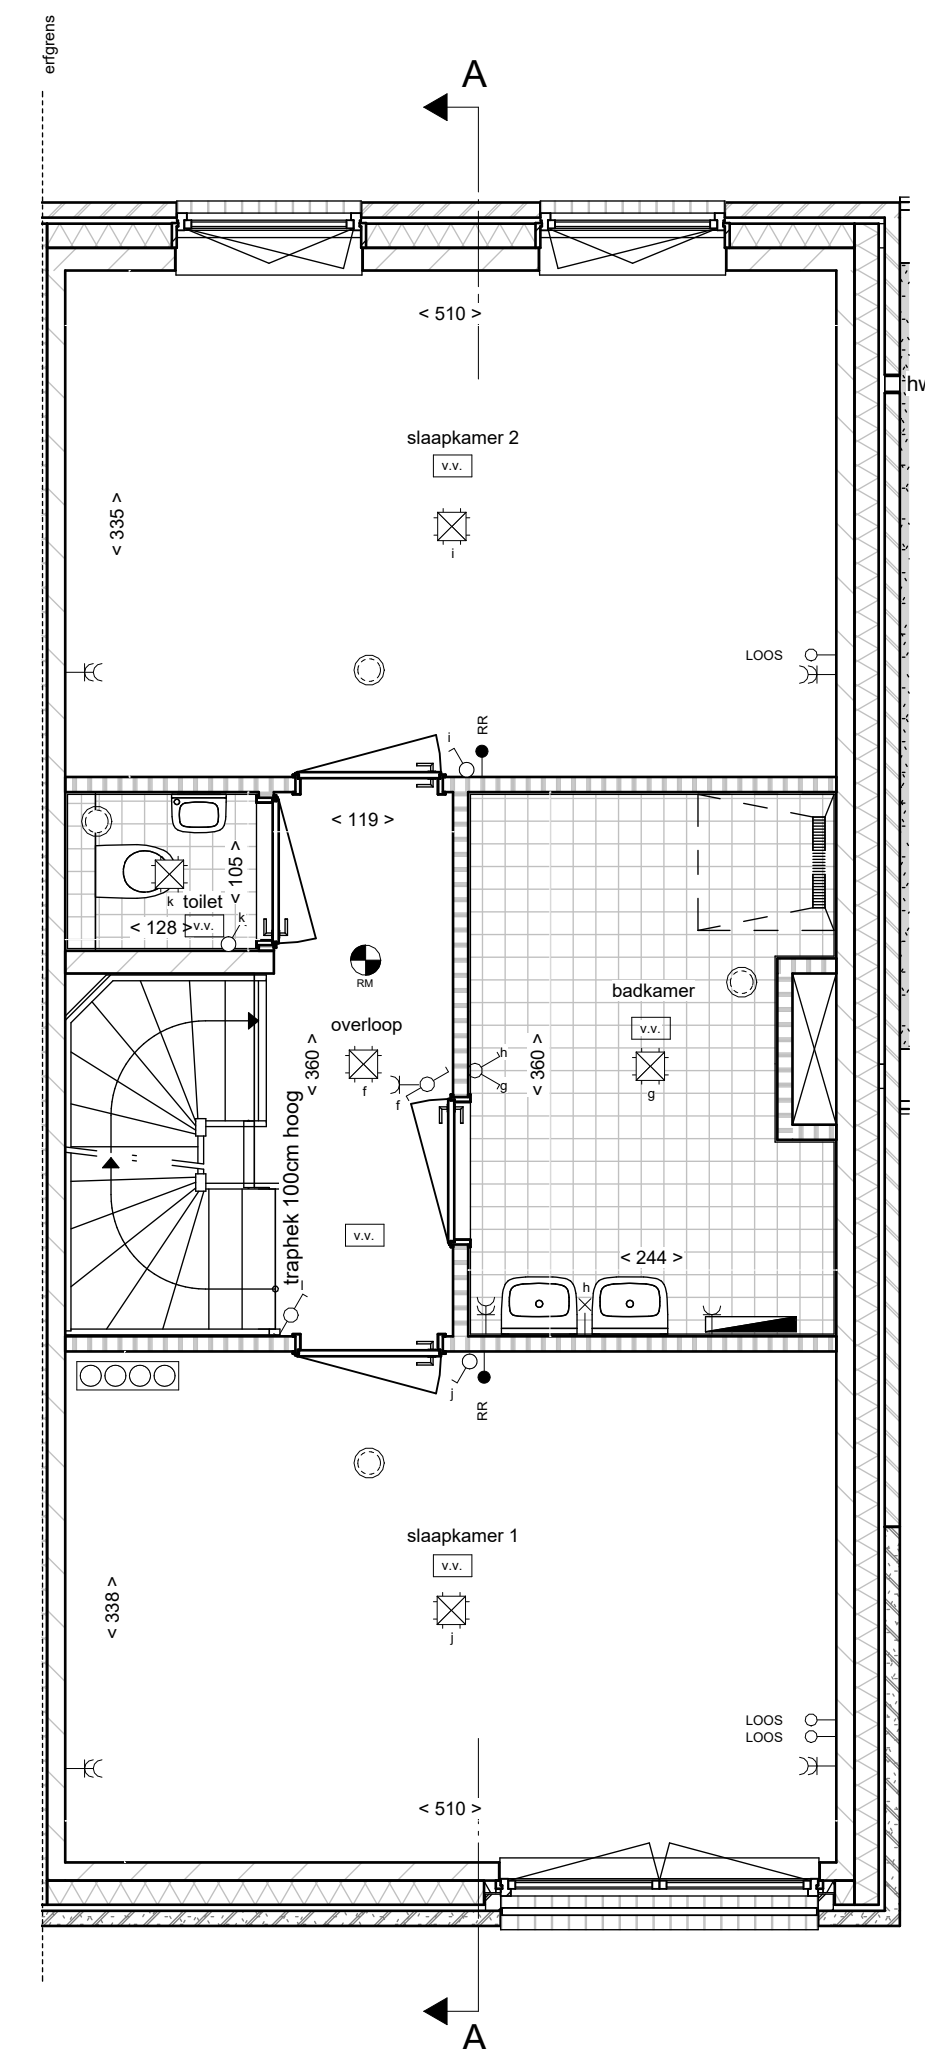 erfgrens
A
< 510 >
hv
slaapkamer 2
v.v.
< 335 >
i
LOOS
RR
i
< 119 >
< 105 >
k
toilet
k
< 128 >
v.v.
RM
badkamer
overloop
v.v.
< 360 >
< 360 >
h
f
f
g
g
traphek 100cm hoog
v.v.
< 244 >
l
h
j
RR
slaapkamer 1
v.v.
< 338 >
j
LOOS
LOOS
< 510 >
A